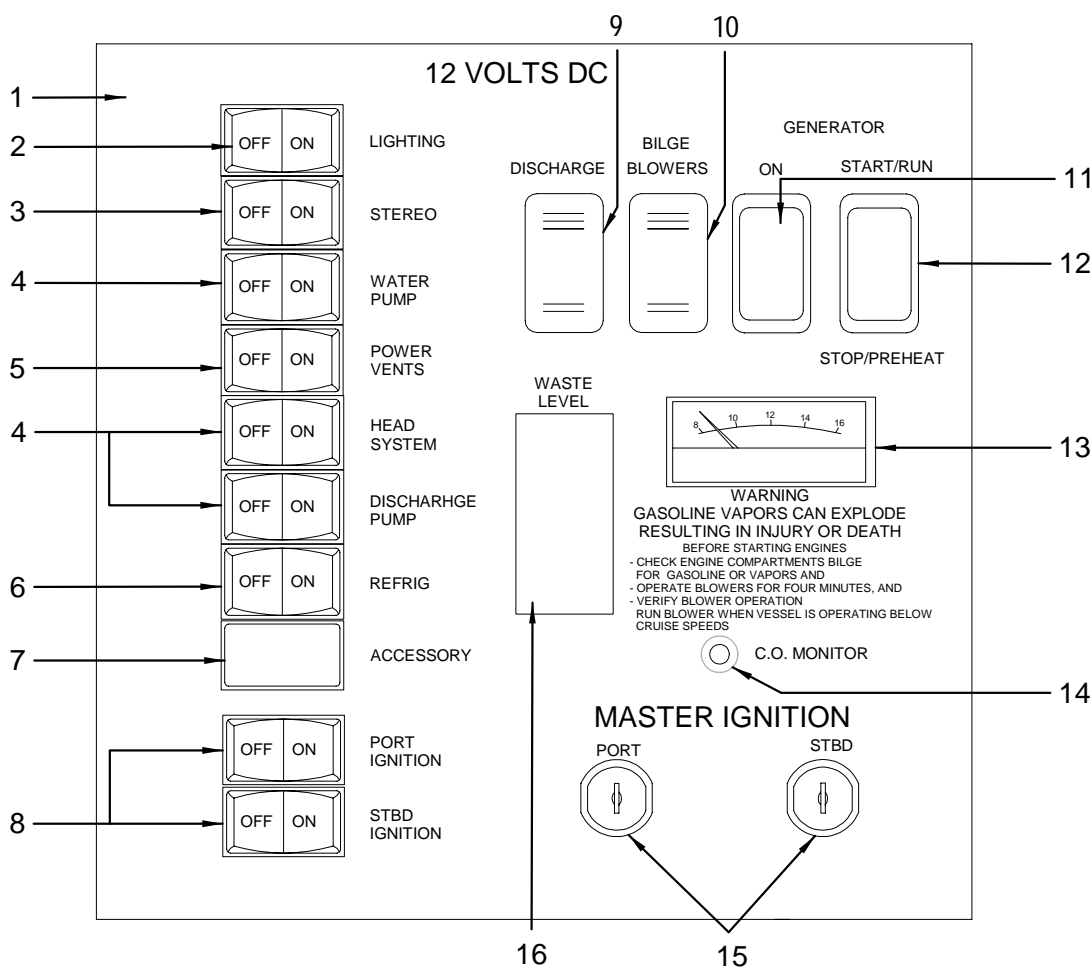 9
10
12 VOLTS DC
1
GENERATOR
2
OFF ON
LIGHTING
BILGE
DISCHARGE
BLOWERS
ON
START/RUN
11
3
OFF ON
STEREO
4
OFF ON
WATER
PUMP
12
5
OFF ON
POWER
VENTS
STOP/PREHEAT
WASTE
LEVEL
4
OFF ON
HEAD
SYSTEM
8 10 12 14 16
13
OFF ON
DISCHARHGE
PUMP
WARNING
GASOLINE VAPORS CAN EXPLODE
RESULTING IN INJURY OR DEATH
BEFORE STARTING ENGINES
- CHECK ENGINE COMPARTMENTS BILGE
FOR GASOLINE OR VAPORS AND
- OPERATE BLOWERS FOR FOUR MINUTES, AND
- VERIFY BLOWER OPERATION
RUN BLOWER WHEN VESSEL IS OPERATING BELOW
CRUISE SPEEDS
6
OFF ON
REFRIG
7
ACCESSORY
C.O. MONITOR
14
MASTER IGNITION
PORT
STBD
8
OFF ON
PORT
IGNITION
OFF ON
STBD
IGNITION
16
15